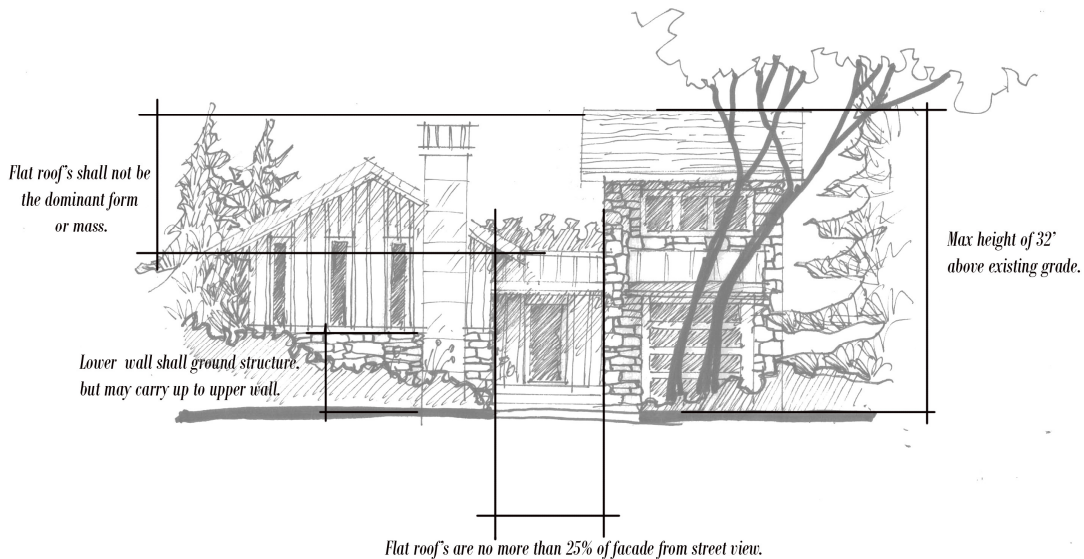 Flat roof's shall not be
the dominant form
or mass.
Max height of 32'
above existing grade.
Lower wall shall ground structure,
but may carry up to upper wall.
Flat roof's are no more than 25% of facade from street view.